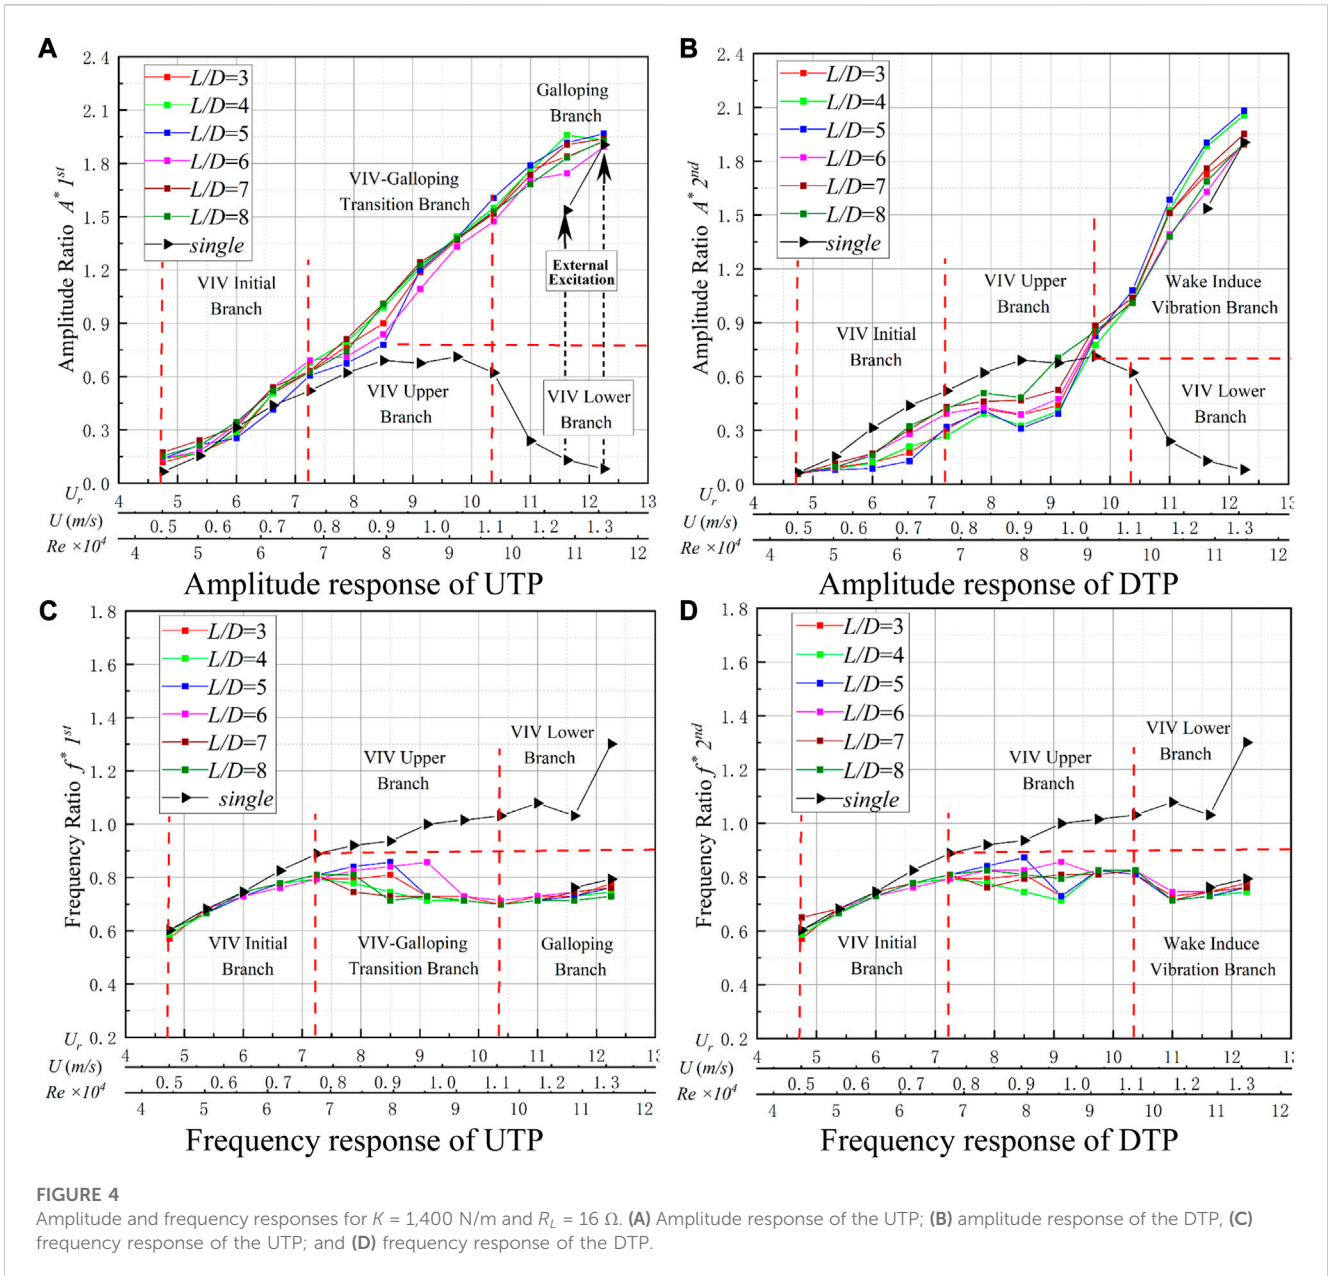 A
Amplitude Ratio A* 1st
2.4
2.1
1.8
1.5
1.2
0.9
0.6
0.3
0.0
L/D=3
L/D=4
L/D=5
L/D=6
L/D=7
L/D=8
single
Galloping
Branch
VIV-Galloping
Transition Branch
VIV Initial
Branch
External
Excitation
VIV Upper
Branch
VIV Lower
Branch
4 5 6 7 8 9 10 11 12 13
Ur
U (m/s)
0.5 0.6 0.7 0.8 0.9 1.0 1.1 1.2 1.3
Re ×10^4
4 5 6 7 8 9 10 11 12
Amplitude response of UTP
B
Amplitude Ratio A* 2nd
2.4
2.1
1.8
1.5
1.2
0.9
0.6
0.3
0.0
L/D=3
L/D=4
L/D=5
L/D=6
L/D=7
L/D=8
single
VIV Upper
Branch
Wake Induce
Vibration Branch
VIV Initial
Branch
VIV Lower
Branch
4 5 6 7 8 9 10 11 12 13
Ur
U (m/s)
0.5 0.6 0.7 0.8 0.9 1.0 1.1 1.2 1.3
Re ×10^4
4 5 6 7 8 9 10 11 12
Amplitude response of DTP
C
Frequency Ratio f* 1st
1.8
1.6
1.4
1.2
1.0
0.8
0.6
0.4
0.2
L/D=3
L/D=4
L/D=5
L/D=6
L/D=7
L/D=8
single
VIV Lower
Branch
VIV Upper
Branch
VIV Initial
Branch
VIV-Galloping
Transition Branch
Galloping
Branch
4 5 6 7 8 9 10 11 12
Ur
U (m/s)
0.5 0.6 0.7 0.8 0.9 1.0 1.1 1.2 1.3
Re ×10^4
4 5 6 7 8 9 10 11 12
Frequency response of UTP
D
Frequency Ratio f* 2nd
1.8
1.6
1.4
1.2
1.0
0.8
0.6
0.4
0.2
L/D=3
L/D=4
L/D=5
L/D=6
L/D=7
L/D=8
single
VIV Lower
Branch
VIV Upper
Branch
VIV Initial
Branch
Wake Induce
Vibration Branch
4 5 6 7 8 9 10 11 12
Ur
U (m/s)
0.5 0.6 0.7 0.8 0.9 1.0 1.1 1.2 1.3
Re ×10^4
4 5 6 7 8 9 10 11 12
Frequency response of DTP
FIGURE 4
Amplitude and frequency responses for K = 1,400 N/m and RL = 16 Ω. (A) Amplitude response of the UTP; (B) amplitude response of the DTP, (C)
frequency response of the UTP; and (D) frequency response of the DTP.